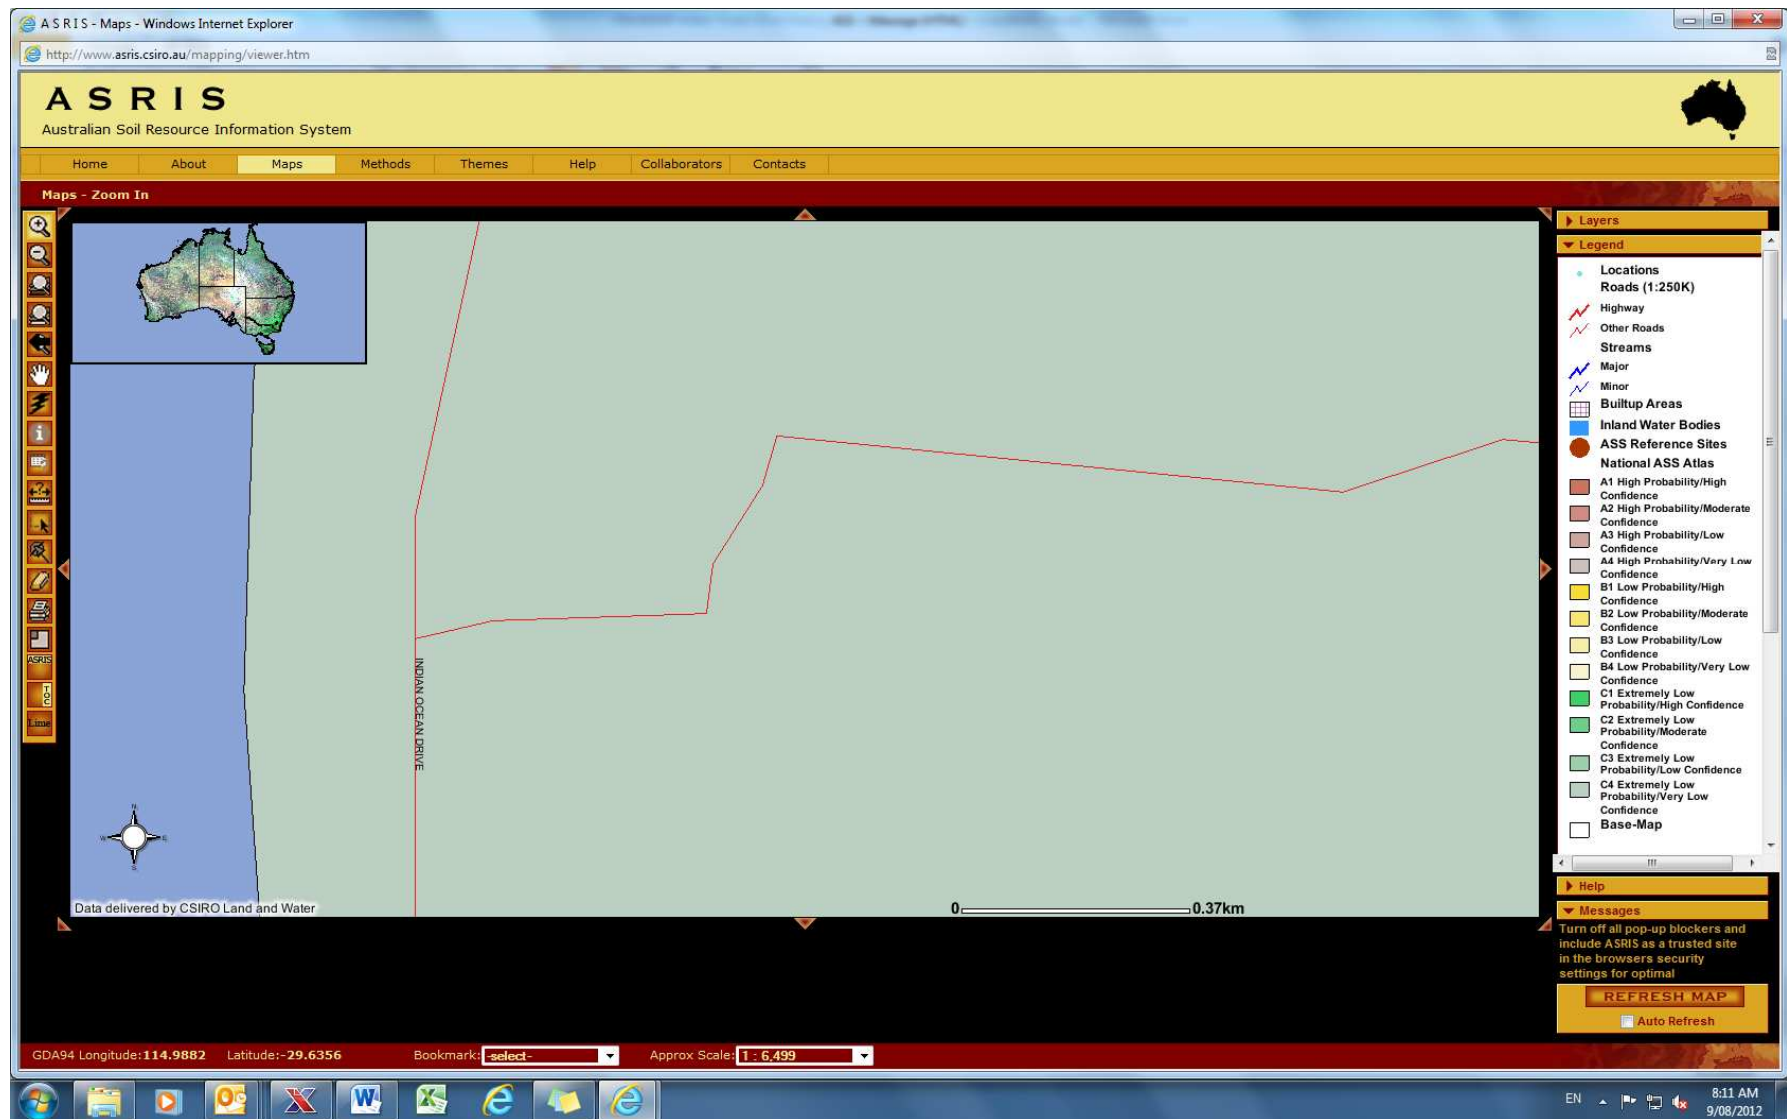 A S R I S - Maps - Windows Internet Explorer
http://www.asris.csiro.au/mapping/viewer.htm
A S R I S
Australian Soil Resource Information System
Home About Maps Methods Themes Help Collaborators Contacts
Maps - Zoom In
ASRIS
TOC
Lime
INDIAN OCEAN DRIVE
N
W E
S
Data delivered by CSIRO Land and Water
0 0.37km
Layers
Legend
Locations
Roads (1:250K)
Highway
Other Roads
Streams
Major
Minor
Builtup Areas
Inland Water Bodies
ASS Reference Sites
National ASS Atlas
A1 High Probability/High
Confidence
A2 High Probability/Moderate
Confidence
A3 High Probability/Low
Confidence
A4 High Probability/Very Low
Confidence
B1 Low Probability/High
Confidence
B2 Low Probability/Moderate
Confidence
B3 Low Probability/Low
Confidence
B4 Low Probability/Very Low
Confidence
C1 Extremely Low
Probability/High Confidence
C2 Extremely Low
Probability/Moderate
Confidence
C3 Extremely Low
Probability/Low Confidence
C4 Extremely Low
Probability/Very Low
Confidence
Base-Map
Help
Messages
Turn off all pop-up blockers and
include ASRIS as a trusted site
in the browsers security
settings for optimal
REFRESH MAP
Auto Refresh
GDA94 Longitude:114.9882 Latitude:-29.6356 Bookmark: -select- Approx Scale: 1 : 6,499
EN 8:11 AM
9/08/2012